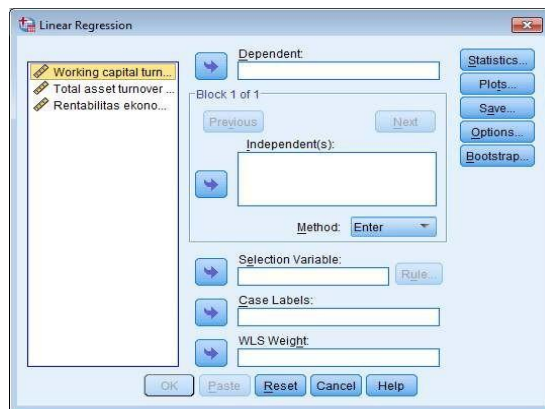 Linear Regression
Working capital turn...
Total asset turnover ...
Rentabilitas ekono...
Dependent:
Block 1 of 1
Previous
Next
Independent(s):
Method:
Enter
Selection Variable:
Rule...
Case Labels:
WLS Weight:
Statistics...
Plots...
Save...
Options...
Bootstrap...
OK
Paste
Reset
Cancel
Help